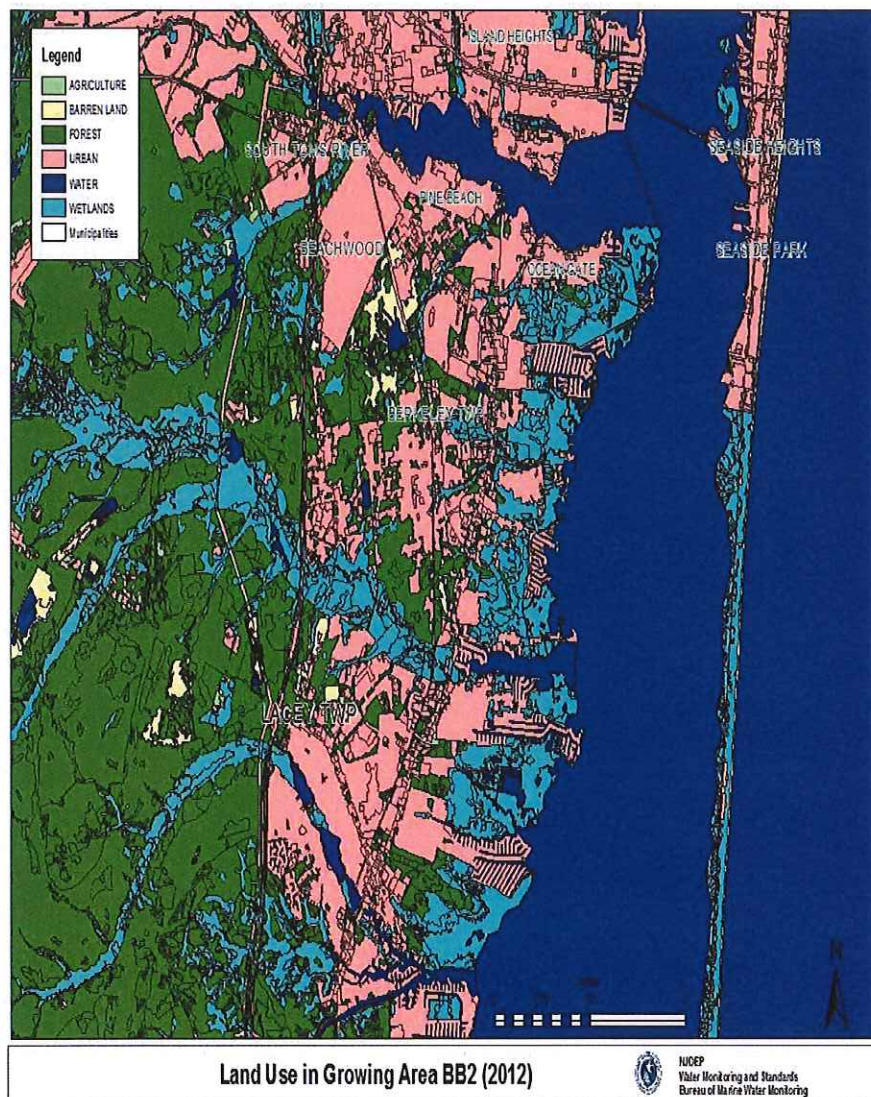 Legend
AGRICULTURE
BARREN LAND
FOREST
URBAN
WATER
WETLANDS
Municipalities
ISLAND HEIGHTS
SOUTH TOMS RIVER
SEASIDE HEIGHTS
PINE BEACH
BEACHWOOD
OCEAN GATE
SEASIDE PARK
BERKELEY TWP
LACEY TWP
N
Land Use in Growing Area BB2 (2012)
NJDEP
Water Monitoring and Standards
Bureau of Marine Water Monitoring